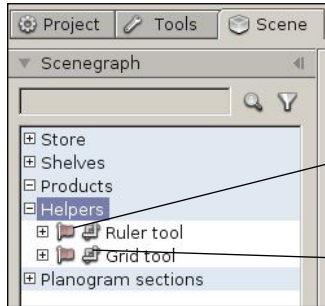 Project Tools Scene
Scenegraph
Store
Shelves
Products
Helpers
Ruler tool
Grid tool
Planogram sections